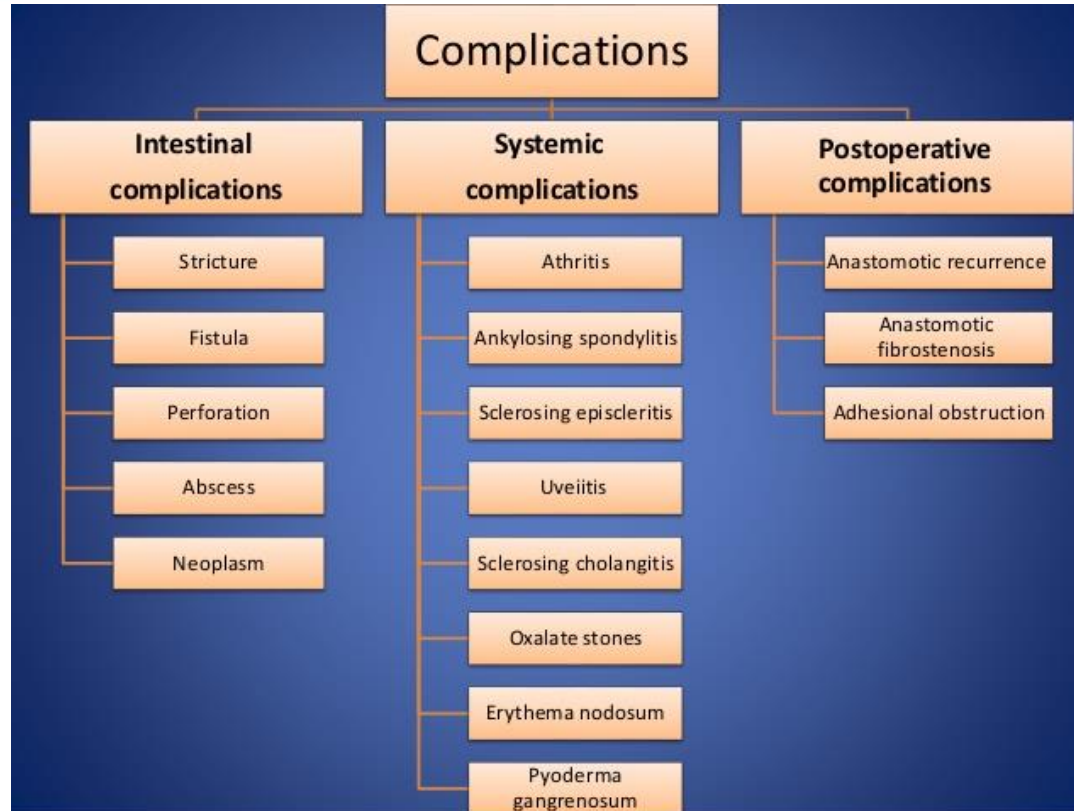 Complications
Intestinal
complications
Stricture
Fistula
Perforation
Abscess
Neoplasm
Systemic
complications
Athritis
Ankylosing spondylitis
Sclerosing episcleritis
Uveiitis
Sclerosing cholangitis
Oxalate stones
Erythema nodosum
Pyoderma
gangrenosum
Postoperative
complications
Anastomotic recurrence
Anastomotic
fibrostenosis
Adhesional obstruction